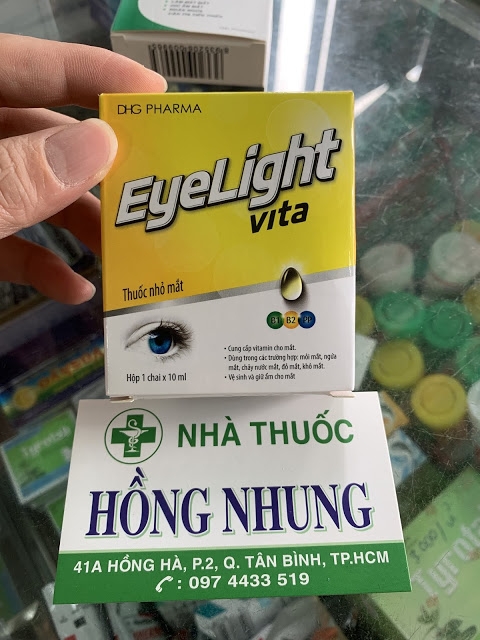 DHG PHARMA
EyeLight
vita
Thuốc nhỏ mắt
B2
• Cung cấp vitamin cho mắt.
• Dùng trong các trường hợp: mỏi mắt, ngứa
mắt, chảy nước mắt, đỏ mắt, khô mắt.
• Vệ sinh và giữ ẩm cho mắt
Hộp 1 chai x 10 ml
NHÀ THUỐC
HỒNG NHUNG
41A HỒNG HÀ, P.2, Q. TÂN BÌNH, TP.HCM
: 097 4433 519